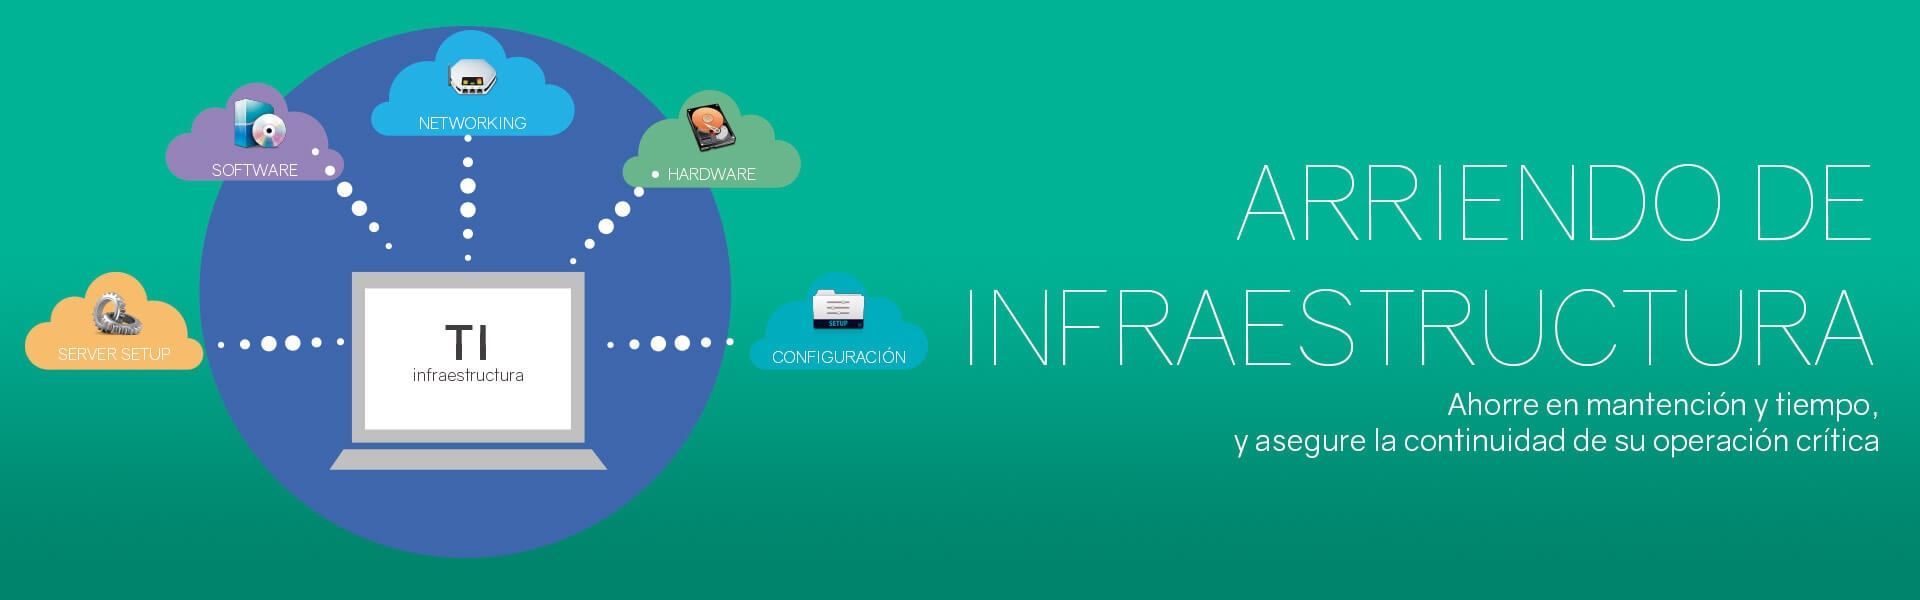 NETWORKING
SOFTWARE
HARDWARE
SERVER SETUP
TI
infraestructura
SETUP
CONFIGURACIÓN
ARRIENDO DE
INFRAESTRUCTURA
Ahorre en mantención y tiempo,
y asegure la continuidad de su operación crítica